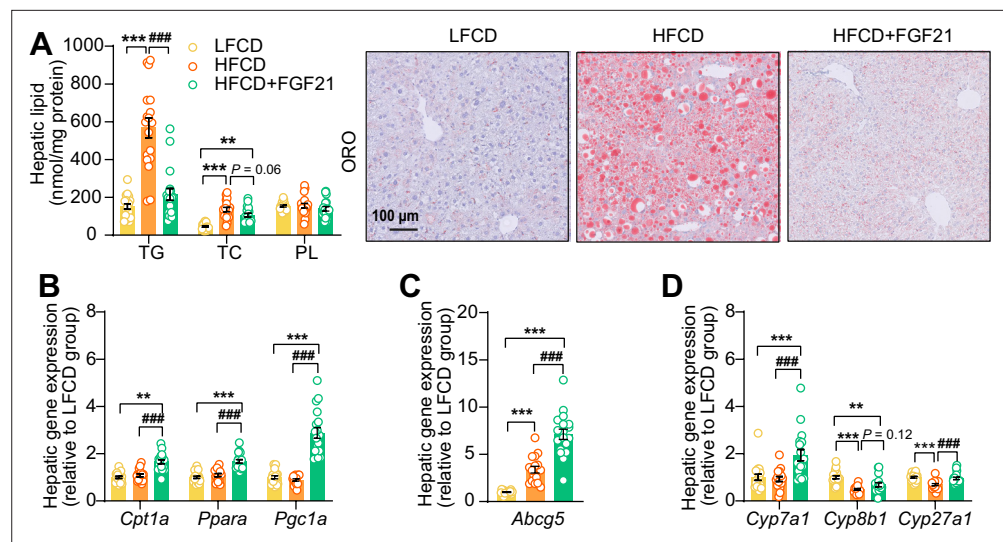 A
Hepatic lipid
(nmol/mg protein)
1000
800
600
400
200
0
*** ###
LFCD
HFCD
HFCD+FGF21
**
*** P = 0.06
TG TC PL
ORO
LFCD HFCD HFCD+FGF21
100 µm
B
Hepatic gene expression
(relative to LFCD group)
8
6
4
2
0
**
###
***
###
***
###
Cpt1a Ppara Pgc1a
C
Hepatic gene expression
(relative to LFCD group)
20
15
10
5
0
***
###
***
Abcg5
D
Hepatic gene expression
(relative to LFCD group)
8
6
4
2
0
***
###
**
*** P = 0.12
*** ###
Cyp7a1 Cyp8b1 Cyp27a1